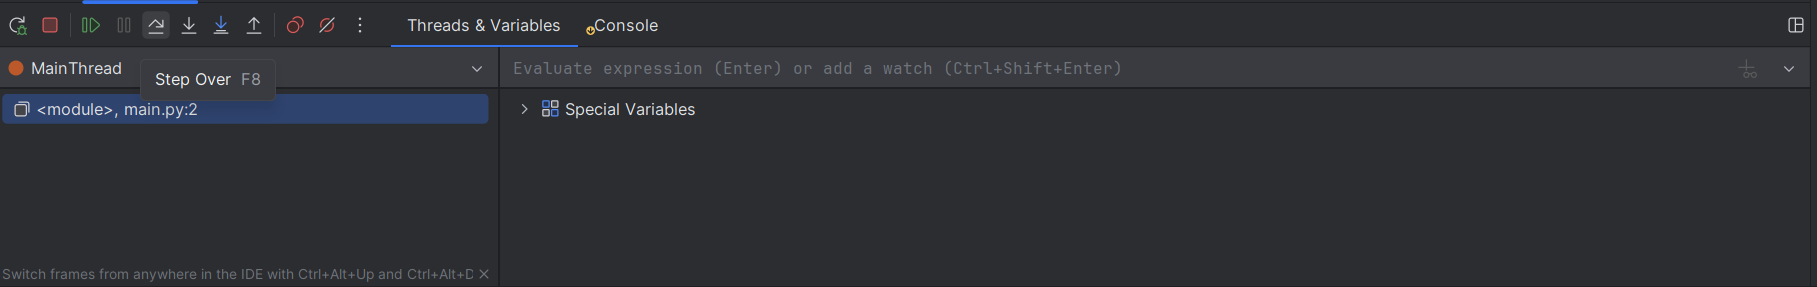 Threads & Variables
Console
MainThread
Step Over F8
Evaluate expression (Enter) or add a watch (Ctrl+Shift+Enter)
<module>, main.py:2
Special Variables
Switch frames from anywhere in the IDE with Ctrl+Alt+Up and Ctrl+Alt+D